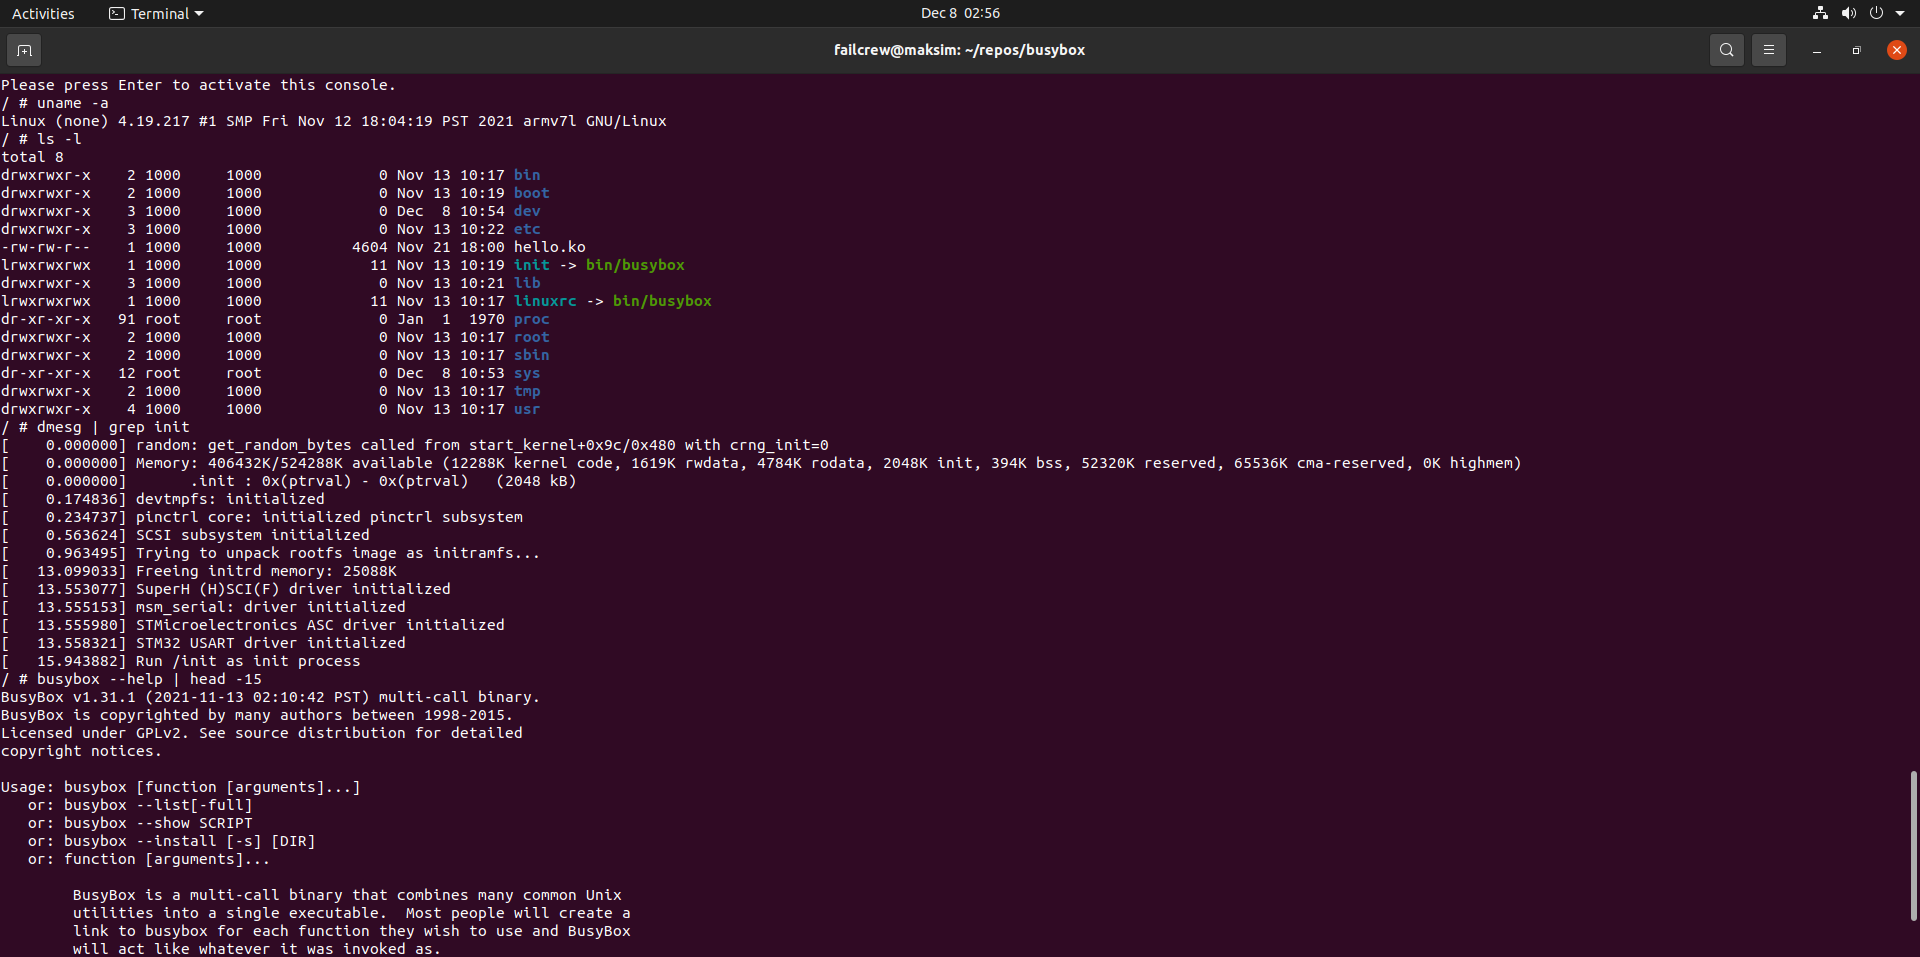 Activities Terminal Dec 8 02:56
failcrew@maksim: ~/repos/busybox
Please press Enter to activate this console.
/ # uname -a
Linux (none) 4.19.217 #1 SMP Fri Nov 12 18:04:19 PST 2021 armv7l GNU/Linux
/ # ls -l
total 8
drwxrwxr-x    2 1000     1000             0 Nov 13 10:17 bin
drwxrwxr-x    2 1000     1000             0 Nov 13 10:19 boot
drwxrwxr-x    3 1000     1000             0 Dec  8 10:54 dev
drwxrwxr-x    3 1000     1000             0 Nov 13 10:22 etc
-rw-rw-r--    1 1000     1000          4604 Nov 21 18:00 hello.ko
lrwxrwxrwx    1 1000     1000            11 Nov 13 10:19 init -> bin/busybox
drwxrwxr-x    3 1000     1000             0 Nov 13 10:21 lib
lrwxrwxrwx    1 1000     1000            11 Nov 13 10:17 linuxrc -> bin/busybox
dr-xr-xr-x   91 root     root             0 Jan  1  1970 proc
drwxrwxr-x    2 1000     1000             0 Nov 13 10:17 root
drwxrwxr-x    2 1000     1000             0 Nov 13 10:17 sbin
dr-xr-xr-x   12 root     root             0 Dec  8 10:53 sys
drwxrwxr-x    2 1000     1000             0 Nov 13 10:17 tmp
drwxrwxr-x    4 1000     1000             0 Nov 13 10:17 usr
/ # dmesg | grep init
[    0.000000] random: get_random_bytes called from start_kernel+0x9c/0x480 with crng_init=0
[    0.000000] Memory: 406432K/524288K available (12288K kernel code, 1619K rwdata, 4784K rodata, 2048K init, 394K bss, 52320K reserved, 65536K cma-reserved, 0K highmem)
[    0.000000]       .init : 0x(ptrval) - 0x(ptrval)   (2048 kB)
[    0.174836] devtmpfs: initialized
[    0.234737] pinctrl core: initialized pinctrl subsystem
[    0.563624] SCSI subsystem initialized
[    0.963495] Trying to unpack rootfs image as initramfs...
[   13.099033] Freeing initrd memory: 25088K
[   13.553077] SuperH (H)SCI(F) driver initialized
[   13.555153] msm_serial: driver initialized
[   13.555980] STMicroelectronics ASC driver initialized
[   13.558321] STM32 USART driver initialized
[   15.943882] Run /init as init process
/ # busybox --help | head -15
BusyBox v1.31.1 (2021-11-13 02:10:42 PST) multi-call binary.
BusyBox is copyrighted by many authors between 1998-2015.
Licensed under GPLv2. See source distribution for detailed
copyright notices.

Usage: busybox [function [arguments]...]
   or: busybox --list[-full]
   or: busybox --show SCRIPT
   or: busybox --install [-s] [DIR]
   or: function [arguments]...

        BusyBox is a multi-call binary that combines many common Unix
        utilities into a single executable.  Most people will create a
        link to busybox for each function they wish to use and BusyBox
        will act like whatever it was invoked as.